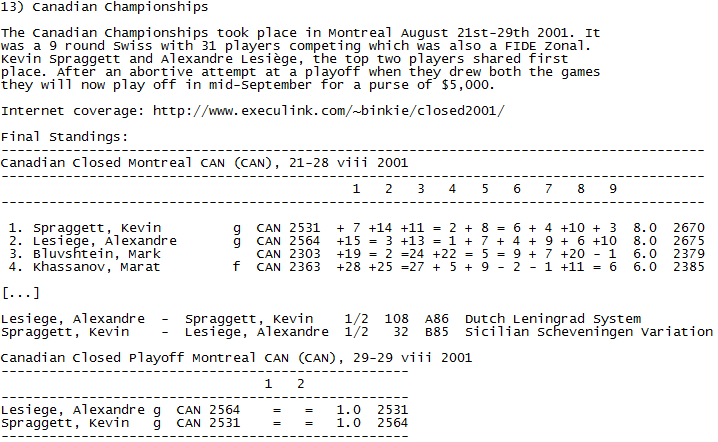 13) Canadian Championships
The Canadian Championships took place in Montreal August 21st-29th 2001. It
was a 9 round Swiss with 31 players competing which was also a FIDE Zonal.
Kevin Spraggett and Alexandre Lesiège, the top two players shared first
place. After an abortive attempt at a playoff when they drew both the games
they will now play off in mid-September for a purse of $5,000.
Internet coverage: http://www.execulink.com/~binkie/closed2001/
Final Standings:
---------------------------------------------------------------------------------------
Canadian Closed Montreal CAN (CAN), 21-28 viii 2001
---------------------------------------------------------------------------------------
1 2 3 4 5 6 7 8 9
---------------------------------------------------------------------------------------
1. Spraggett, Kevin g CAN 2531 + 7 +14 +11 = 2 + 8 = 6 + 4 +10 + 3 8.0 2670
2. Lesiege, Alexandre g CAN 2564 +15 = 3 +13 = 1 + 7 + 4 + 9 + 6 +10 8.0 2675
3. Bluvshtein, Mark CAN 2303 +19 = 2 =24 +22 = 5 = 9 + 7 +20 - 1 6.0 2379
4. Khassanov, Marat f CAN 2363 +28 +25 =27 + 5 + 9 - 2 - 1 +11 = 6 6.0 2385
[...]
Lesiege, Alexandre - Spraggett, Kevin 1/2 108 A86 Dutch Leningrad System
Spraggett, Kevin - Lesiege, Alexandre 1/2 32 B85 Sicilian Scheveningen Variation
Canadian Closed Playoff Montreal CAN (CAN), 29-29 viii 2001
---------------------------------------------------
1 2
---------------------------------------------------
Lesiege, Alexandre g CAN 2564 = = 1.0 2531
Spraggett, Kevin g CAN 2531 = = 1.0 2564
---------------------------------------------------